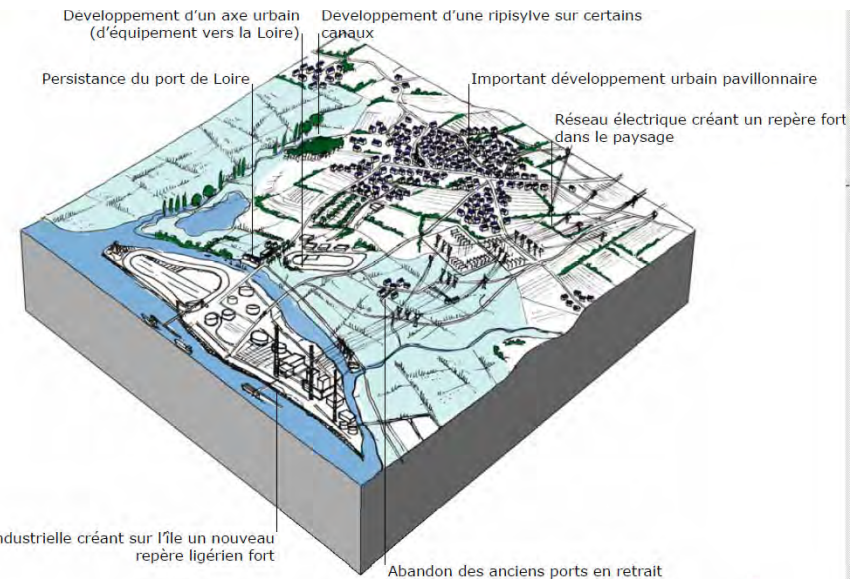 Développement d'un axe urbain
(d'équipement vers la Loire)
Développement d'une ripisylve sur certains
canaux
Persistance du port de Loire
Important développement urbain pavillonnaire
Réseau électrique créant un repère fort
dans le paysage
ndustrielle créant sur l'île un nouveau
repère ligérien fort
Abandon des anciens ports en retrait